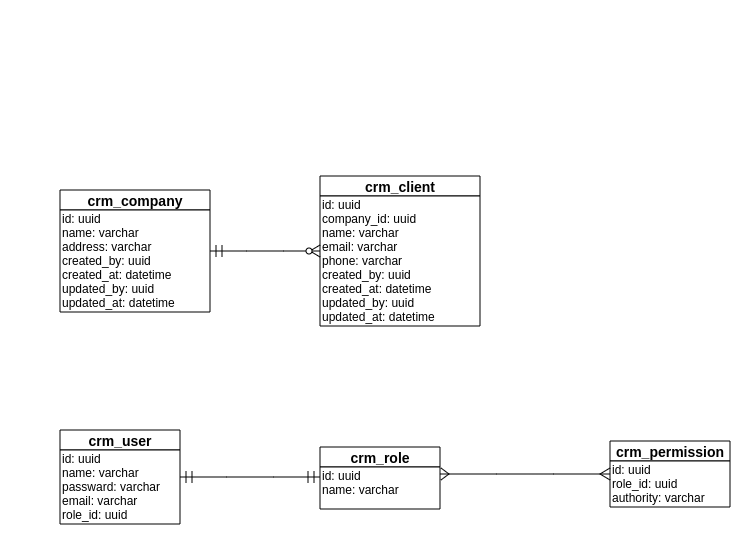 crm_company
id: uuid
name: varchar
address: varchar
created_by: uuid
created_at: datetime
updated_by: uuid
updated_at: datetime
crm_client
id: uuid
company_id: uuid
name: varchar
email: varchar
phone: varchar
created_by: uuid
created_at: datetime
updated_by: uuid
updated_at: datetime
crm_user
id: uuid
name: varchar
password: varchar
email: varchar
role_id: uuid
crm_role
id: uuid
name: varchar
crm_permission
id: uuid
role_id: uuid
authority: varchar